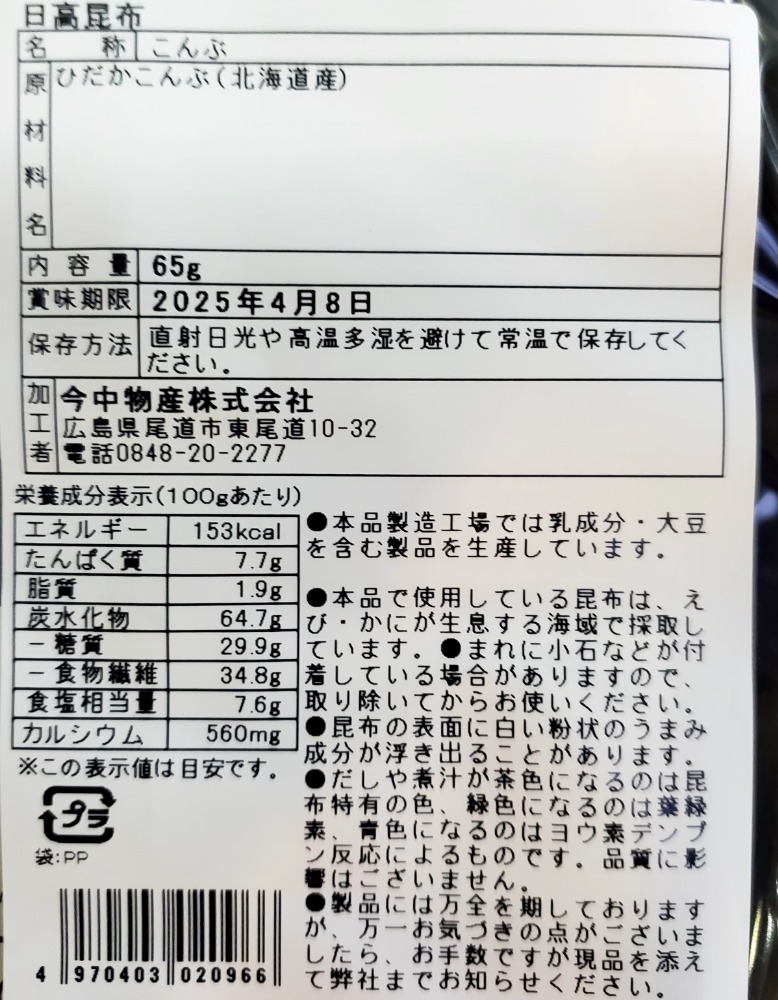 日高昆布
名称 こんぶ
原材料名 ひだかこんぶ(北海道産)
内容量 65g
賞味期限 2025年4月8日
保存方法 直射日光や高温多湿を避けて常温で保存してく
ださい。
加工者 今中物産株式会社
広島県尾道市東尾道10-32
電話0848-20-2277
栄養成分表示(100gあたり)
エネルギー 153kcal
たんぱく質 7.7g
脂質 1.9g
炭水化物 64.7g
-糖質 29.9g
-食物繊維 34.8g
食塩相当量 7.6g
カルシウム 560mg
※この表示値は目安です。
プラ
袋:PP
4 970403 020966
●本品製造工場では乳成分・大豆
を含む製品を生産しています。
●本品で使用している昆布は、え
び・かにが生息する海域で採取し
ています。●まれに小石などが付
着している場合がありますので、
取り除いてからお使いください。
●昆布の表面に白い粉状のうまみ
成分が浮き出ることがあります。
●だしや煮汁が茶色になるのは昆
布特有の色、緑色になるのは葉緑
素、青色になるのはヨウ素デンプ
ン反応によるものです。品質に影
響はございません。
●製品には万全を期しております
が、万一お気づきの点がございま
したら、お手数ですが現品を添え
て弊社までお知らせください。